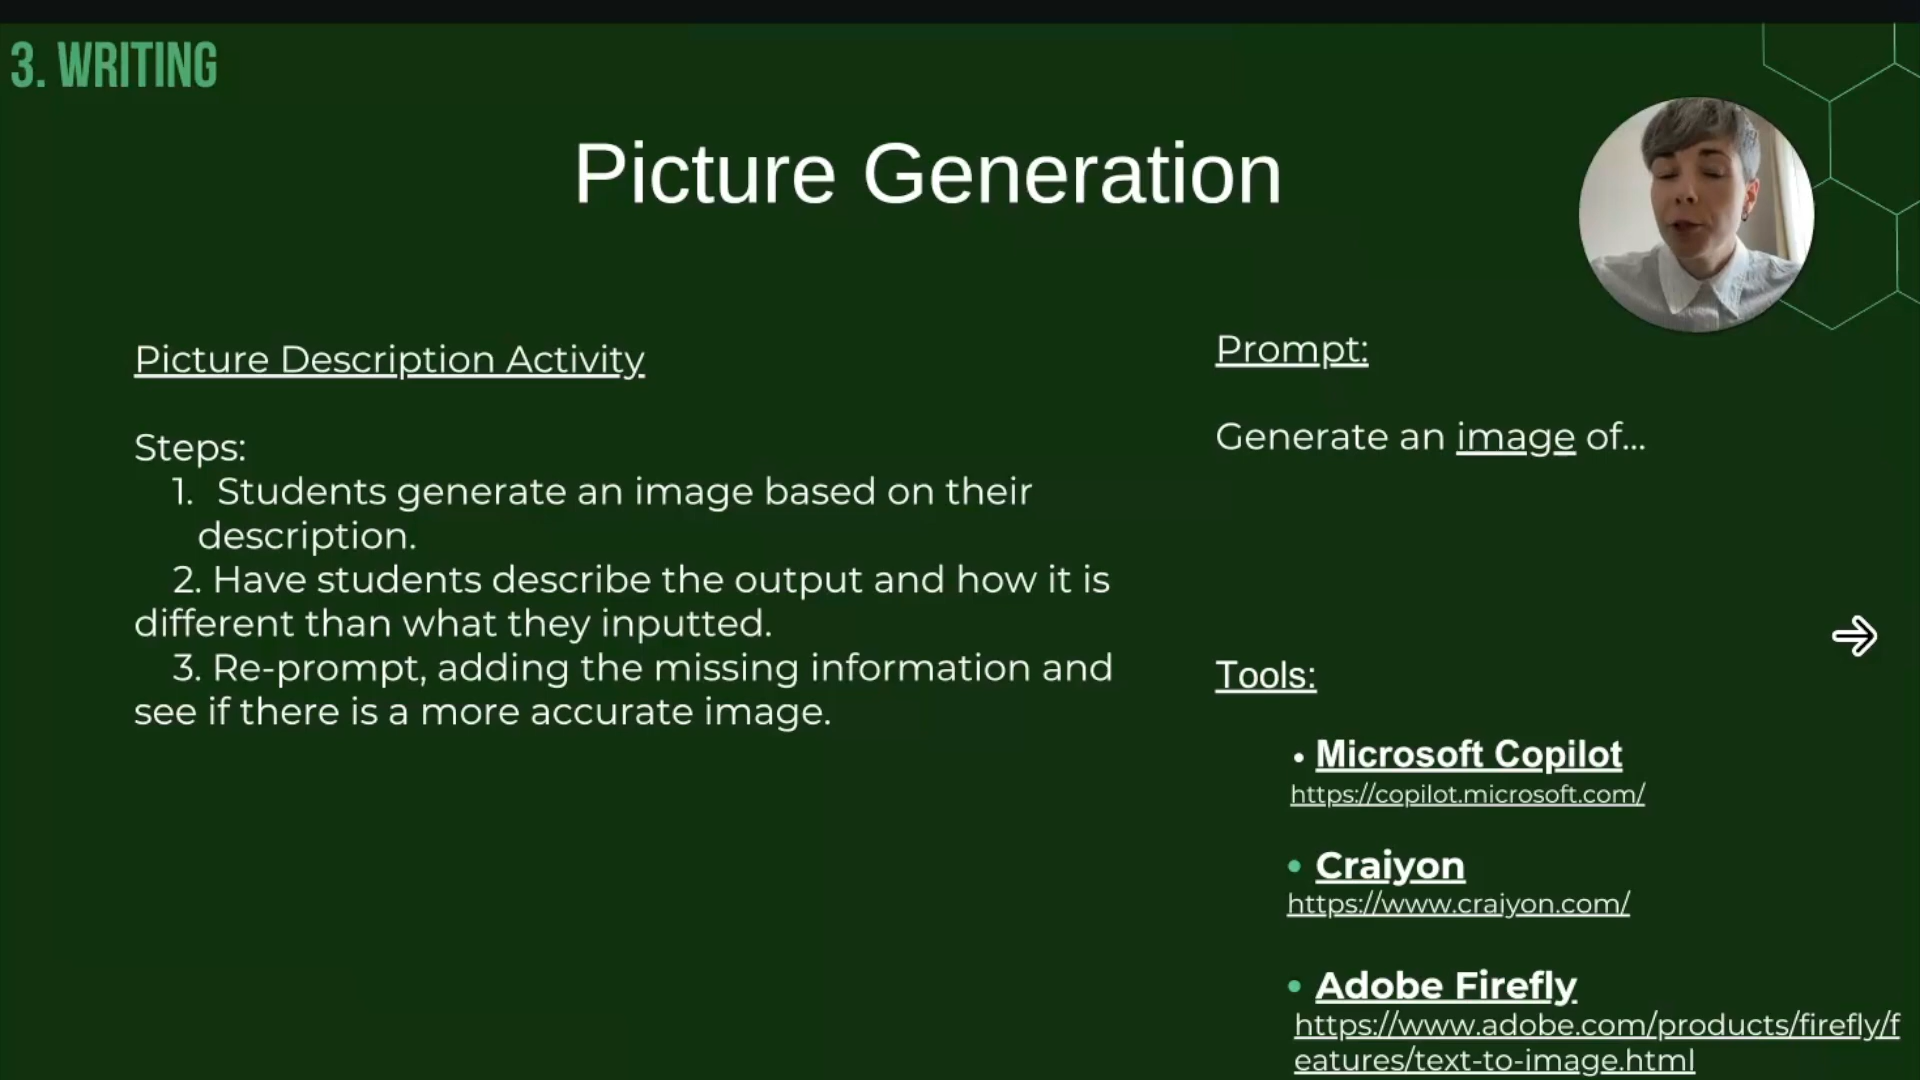 3. WRITING
Picture Generation
Picture Description Activity
Steps:
1. Students generate an image based on their
description.
2. Have students describe the output and how it is
different than what they inputted.
3. Re-prompt, adding the missing information and
see if there is a more accurate image.
Prompt:
Generate an image of...
Tools:
• Microsoft Copilot
https://copilot.microsoft.com/
• Craiyon
https://www.craiyon.com/
• Adobe Firefly
https://www.adobe.com/products/firefly/f
eatures/text-to-image.html